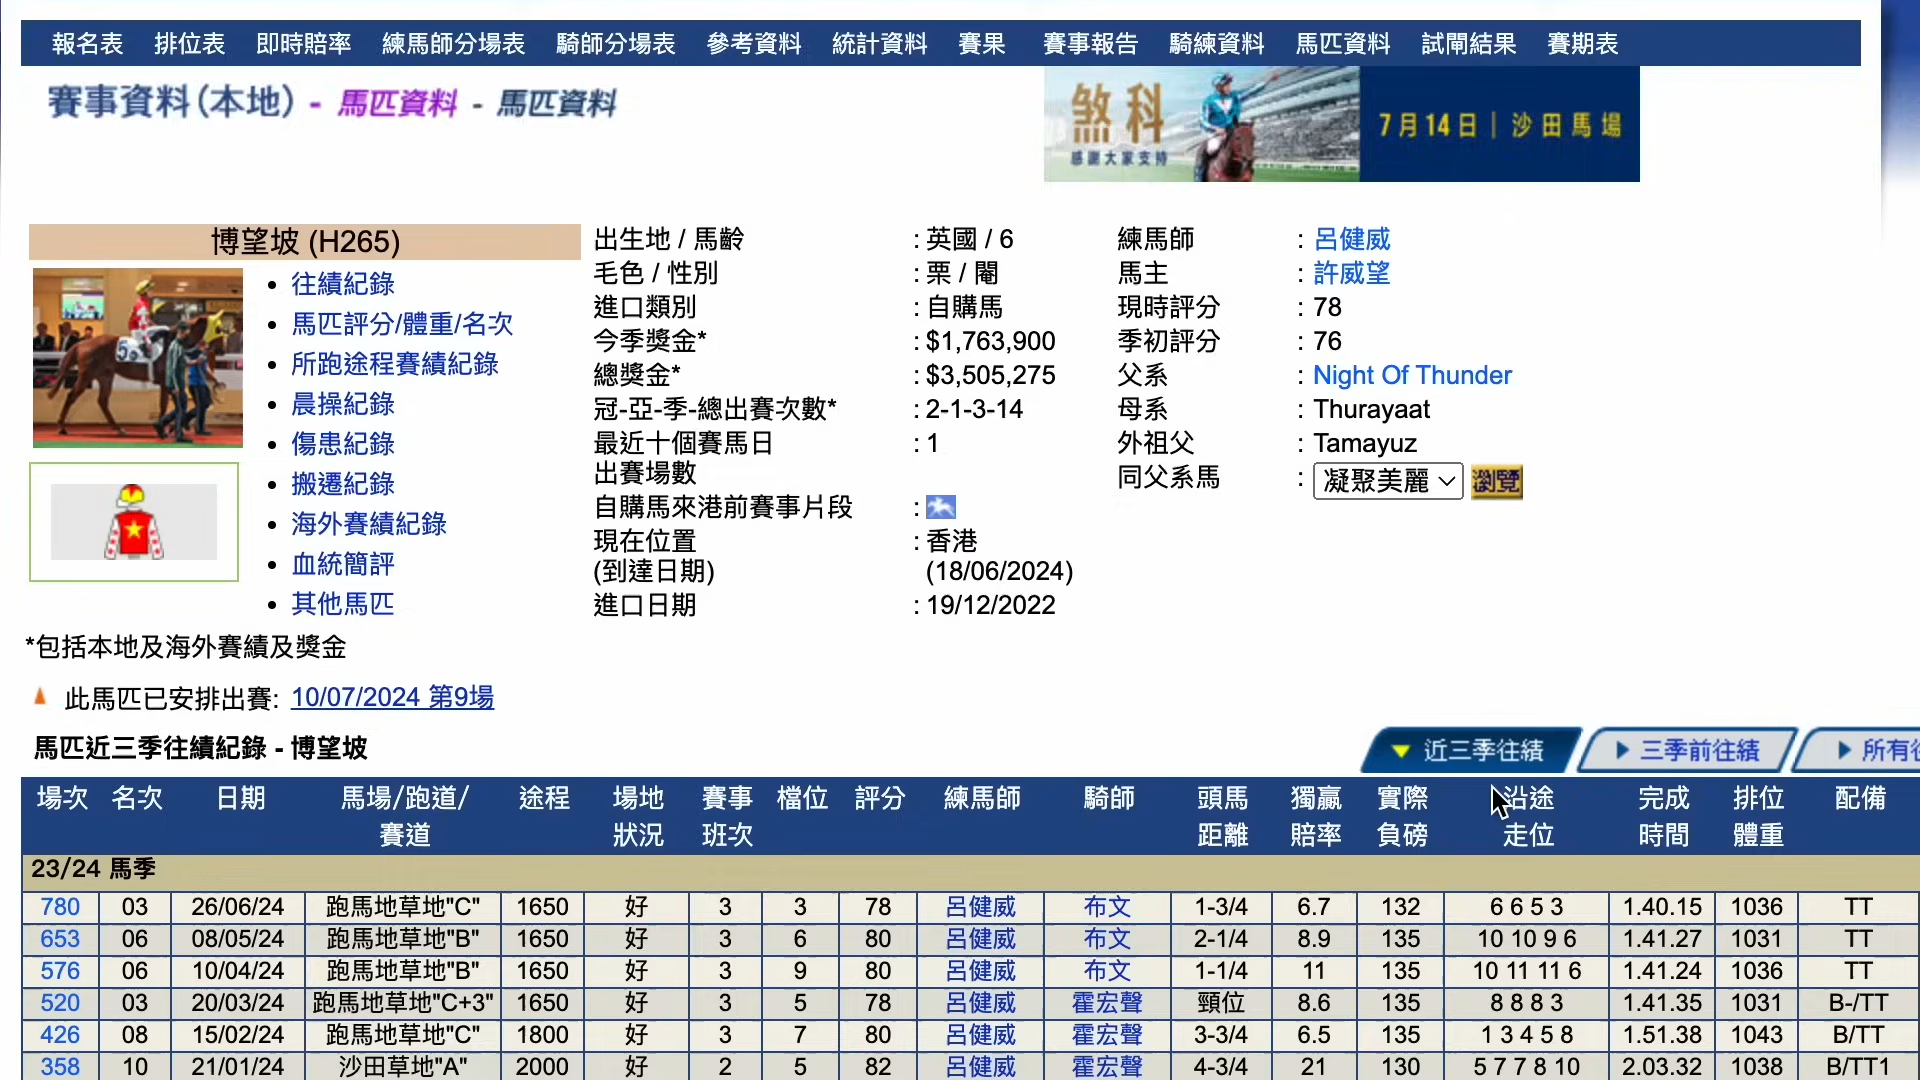 報名表 排位表 即時賠率 練馬師分場表 騎師分場表 參考資料 統計資料 賽果 賽事報告 騎練資料 馬匹資料 試閘結果 賽期表
賽事資料(本地) - 馬匹資料 - 馬匹資料
煞科
感謝大家支持
7月14日 | 沙田馬場
博望坡 (H265)
往績紀錄
馬匹評分/體重/名次
所跑途程賽績紀錄
晨操紀錄
傷患紀錄
搬遷紀錄
海外賽績紀錄
血統簡評
其他馬匹
出生地 / 馬齡 : 英國 / 6
毛色 / 性別 : 栗 / 閹
進口類別 : 自購馬
今季獎金* : $1,763,900
總獎金* : $3,505,275
冠-亞-季-總出賽次數* : 2-1-3-14
最近十個賽馬日 : 1
出賽場數
自購馬來港前賽事片段 :
現在位置 : 香港
(到達日期) (18/06/2024)
進口日期 : 19/12/2022
練馬師 : 呂健威
馬主 : 許威望
現時評分 : 78
季初評分 : 76
父系 : Night Of Thunder
母系 : Thurayaat
外祖父 : Tamayuz
同父系馬 : 凝聚美麗 瀏覽
*包括本地及海外賽績及獎金
此馬匹已安排出賽: 10/07/2024 第9場
馬匹近三季往績紀錄 - 博望坡
近三季往績 三季前往績 所有
場次 名次 日期 馬場/跑道/ 途程 場地 賽事 檔位 評分 練馬師 騎師 頭馬 獨贏 實際 沿途 完成 排位 配備
賽道 狀況 班次 距離 賠率 負磅 走位 時間 體重
23/24 馬季
780 03 26/06/24 跑馬地草地"C" 1650 好 3 3 78 呂健威 布文 1-3/4 6.7 132 6 6 5 3 1.40.15 1036 TT
653 06 08/05/24 跑馬地草地"B" 1650 好 3 6 80 呂健威 布文 2-1/4 8.9 135 10 10 9 6 1.41.27 1031 TT
576 06 10/04/24 跑馬地草地"B" 1650 好 3 9 80 呂健威 布文 1-1/4 11 135 10 11 11 6 1.41.24 1036 TT
520 03 20/03/24 跑馬地草地"C+3" 1650 好 3 5 78 呂健威 霍宏聲 頸位 8.6 135 8 8 8 3 1.41.35 1031 B-/TT
426 08 15/02/24 跑馬地草地"C" 1800 好 3 7 80 呂健威 霍宏聲 3-3/4 6.5 135 1 3 4 5 8 1.51.38 1043 B/TT
358 10 21/01/24 沙田草地"A" 2000 好 2 5 82 呂健威 霍宏聲 4-3/4 21 130 5 7 7 8 10 2.03.32 1038 B/TT1